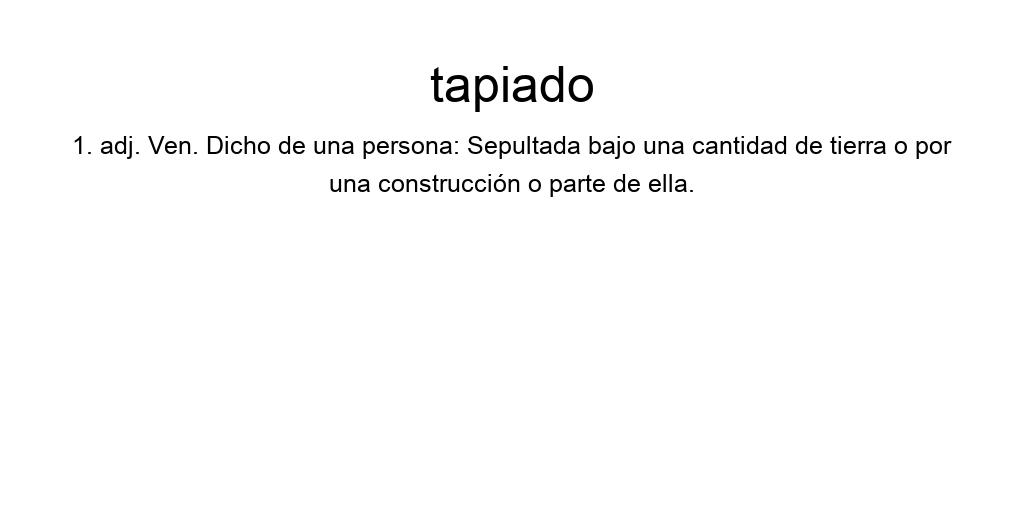 tapiado
1. adj. Ven. Dicho de una persona: Sepultada bajo una cantidad de tierra o por
una construcción o parte de ella.